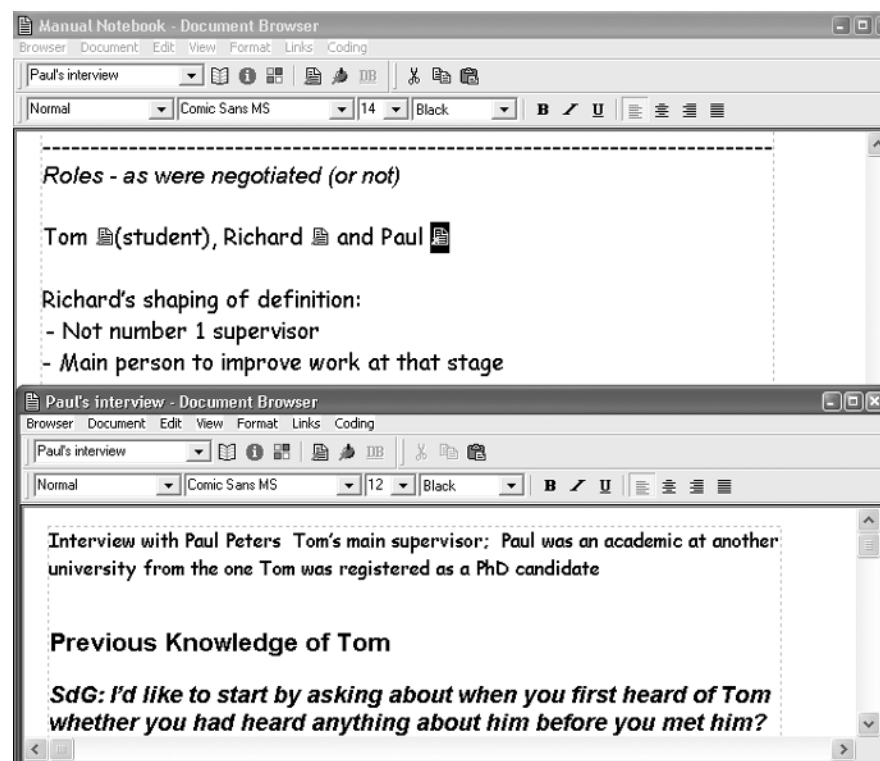 Manual Notebook - Document Browser
Browser Document Edit View Format Links Coding
Paul's interview DB
Normal Comic Sans MS 14 Black B I U
Roles - as were negotiated (or not)
Tom (student), Richard and Paul
Richard's shaping of definition:
- Not number 1 supervisor
- Main person to improve work at that stage
Paul's interview - Document Browser
Browser Document Edit View Format Links Coding
Paul's interview DB
Normal Comic Sans MS 12 Black B I U
Interview with Paul Peters Tom's main supervisor; Paul was an academic at another
university from the one Tom was registered as a PhD candidate
Previous Knowledge of Tom
SdG: I'd like to start by asking about when you first heard of Tom
whether you had heard anything about him before you met him?